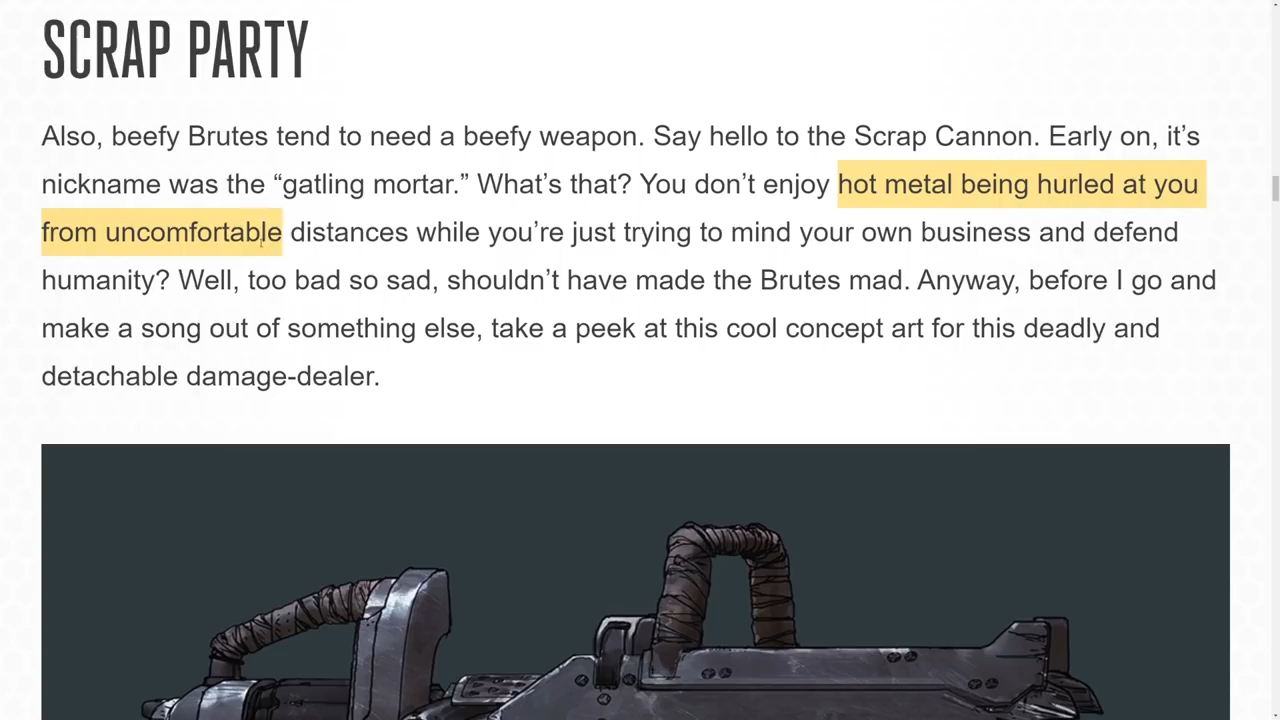 SCRAP PARTY
Also, beefy Brutes tend to need a beefy weapon. Say hello to the Scrap Cannon. Early on, it’s
nickname was the “gatling mortar.” What’s that? You don’t enjoy hot metal being hurled at you
from uncomfortable distances while you’re just trying to mind your own business and defend
humanity? Well, too bad so sad, shouldn’t have made the Brutes mad. Anyway, before I go and
make a song out of something else, take a peek at this cool concept art for this deadly and
detachable damage-dealer.